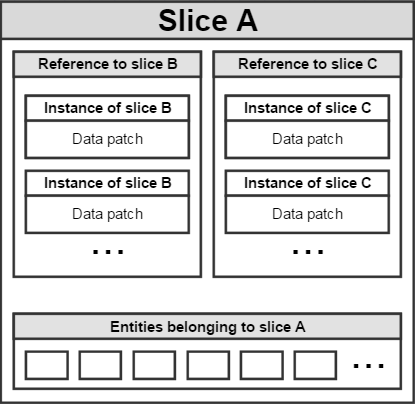 Slice A
Reference to slice B
Instance of slice B
Data patch
Instance of slice B
Data patch
...
Reference to slice C
Instance of slice C
Data patch
Instance of slice C
Data patch
...
Entities belonging to slice A
...